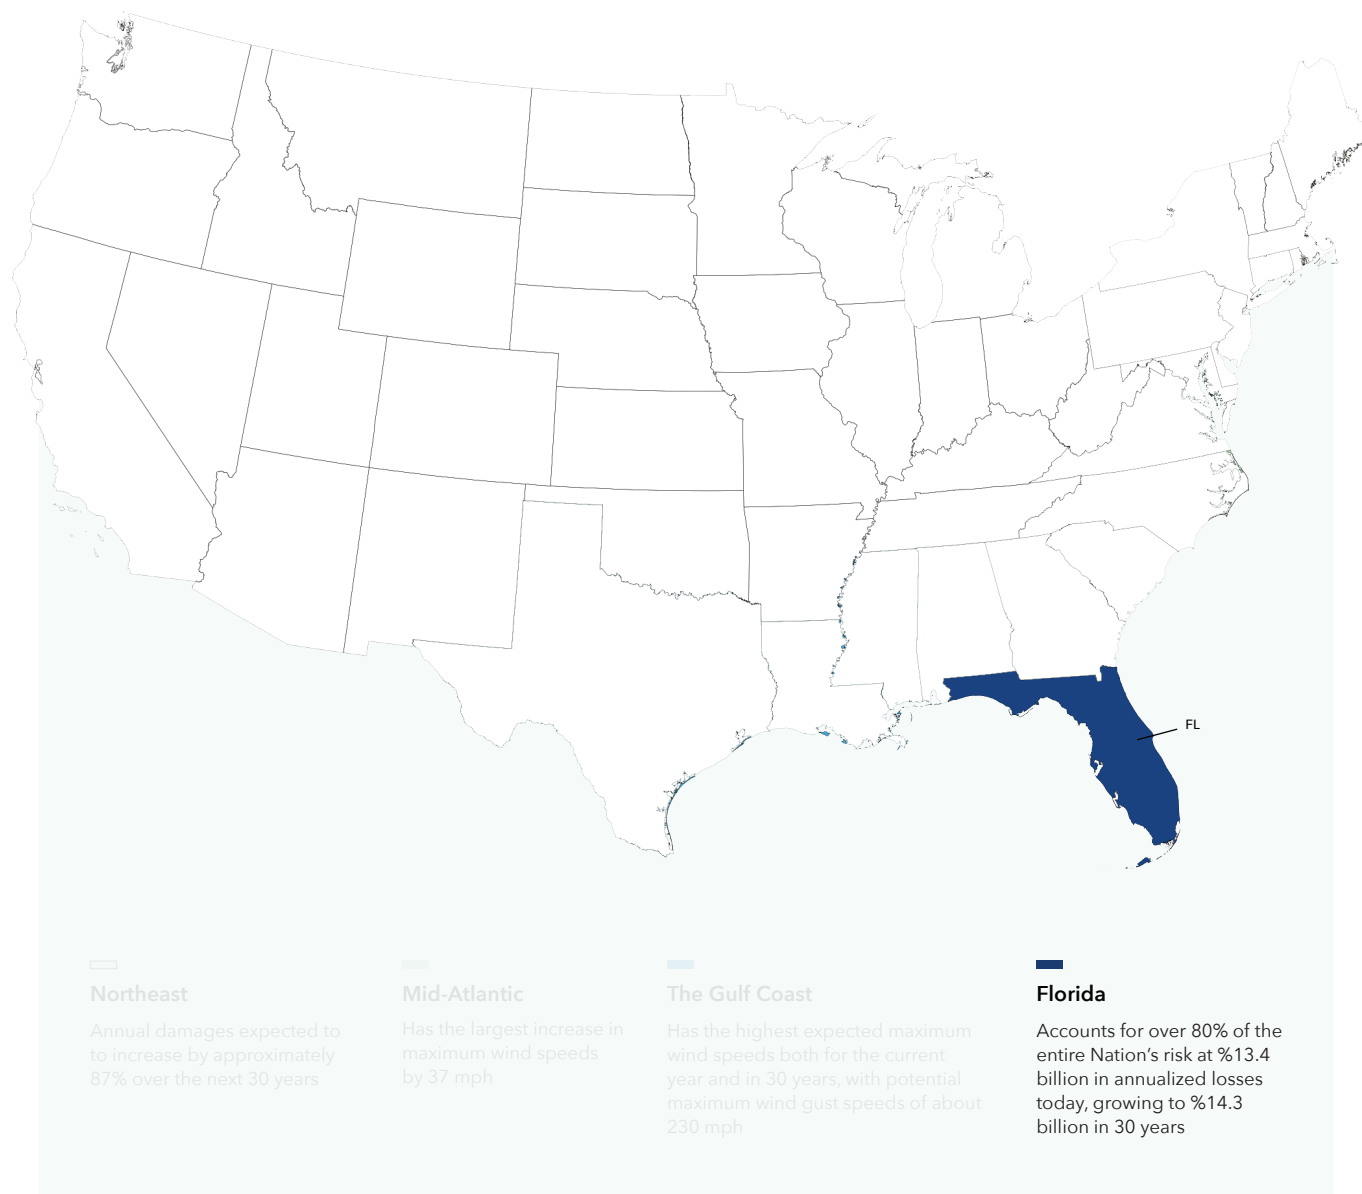 FL
Northeast
Annual damages expected to
to increase by approximately
87% over the next 30 years
Mid-Atlantic
Has the largest increase in
maximum wind speeds
by 37 mph
The Gulf Coast
Has the highest expected maximum
wind speeds both for the current
year and in 30 years, with potential
maximum wind gust speeds of about
230 mph
Florida
Accounts for over 80% of the
entire Nation’s risk at %13.4
billion in annualized losses
today, growing to %14.3
billion in 30 years